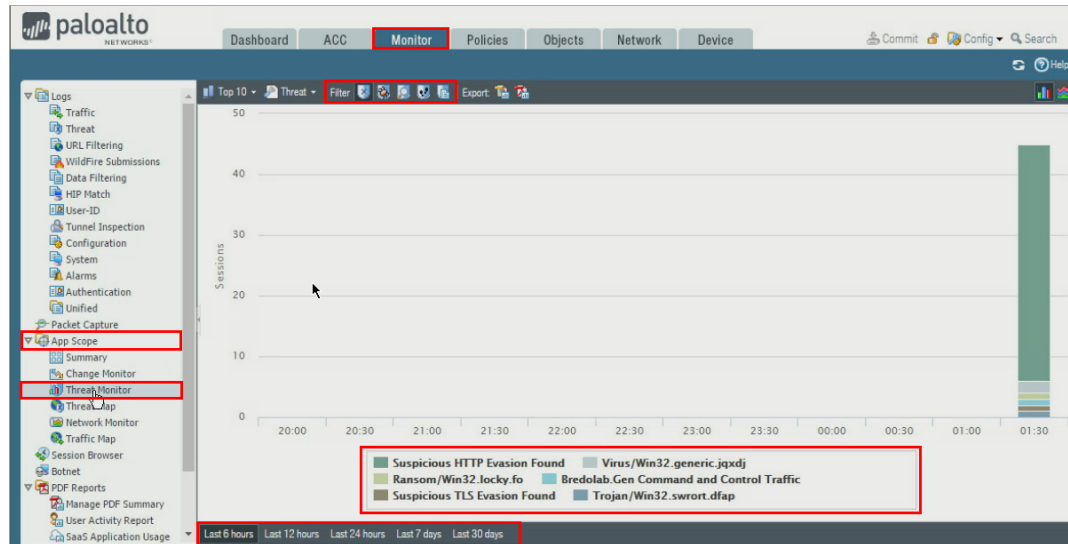 paloalto
NETWORKS
Dashboard ACC Monitor Policies Objects Network Device Commit Config Search
Help
Logs
Traffic
Threat
URL Filtering
WildFire Submissions
Data Filtering
HIP Match
User-ID
Tunnel Inspection
Configuration
System
Alarms
Authentication
Unified
Packet Capture
App Scope
Summary
Change Monitor
Threat Monitor
Threat Map
Network Monitor
Traffic Map
Session Browser
Botnet
PDF Reports
Manage PDF Summary
User Activity Report
SaaS Application Usage
Top 10 Threat Filter Export:
50
40
30
20
10
0
Sessions
20:00 20:30 21:00 21:30 22:00 22:30 23:00 23:30 00:00 00:30 01:00 01:30
Suspicious HTTP Evasion Found Virus/Win32.generic.jqxdj
Ransom/Win32.locky.fo Bredolab.Gen Command and Control Traffic
Suspicious TLS Evasion Found Trojan/Win32.swrort.dfap
Last 6 hours Last 12 hours Last 24 hours Last 7 days Last 30 days